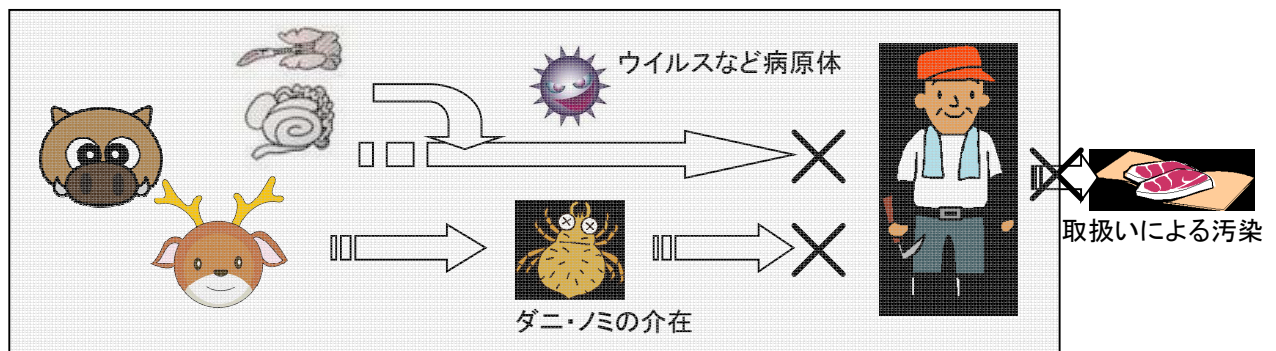 ウイルスなど病原体
取扱いによる汚染
ダニ・ノミの介在